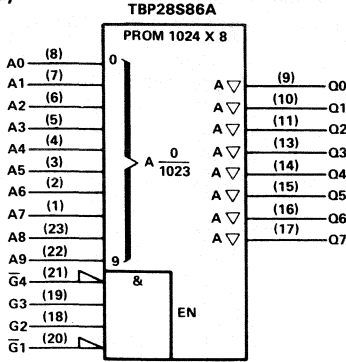 TBP28S86A
PROM 1024 X 8
A0 (8) 0
A1 (7)
A2 (6)
A3 (5)
A4 (4)
A5 (3)
A6 (2)
A7 (1)
A8 (23)
A9 (22) 9
A 0/1023
G4 (21) &
G3 (19)
G2 (18)
G1 (20)
EN
A (9) Q0
A (10) Q1
A (11) Q2
A (13) Q3
A (14) Q4
A (15) Q5
A (16) Q6
A (17) Q7